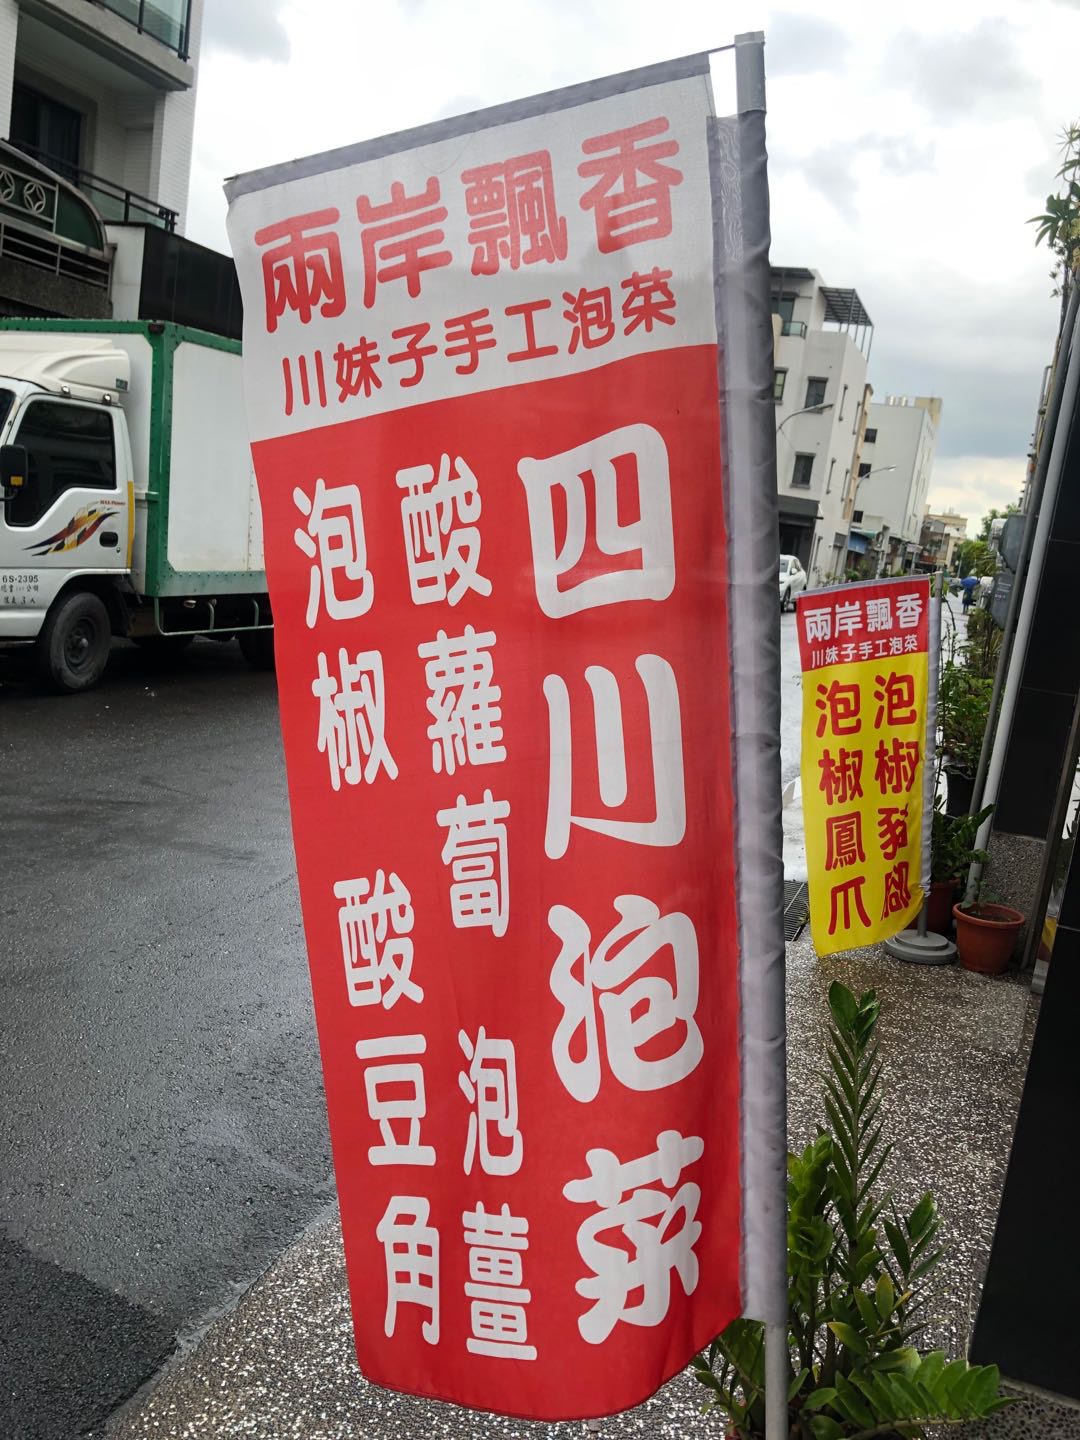 兩岸飄香
川妹子手工泡菜
四川泡菜
酸蘿蔔 泡薑
泡椒 酸豆角
兩岸飄香
川妹子手工泡菜
泡椒豬腳
泡椒鳳爪
6S-2395